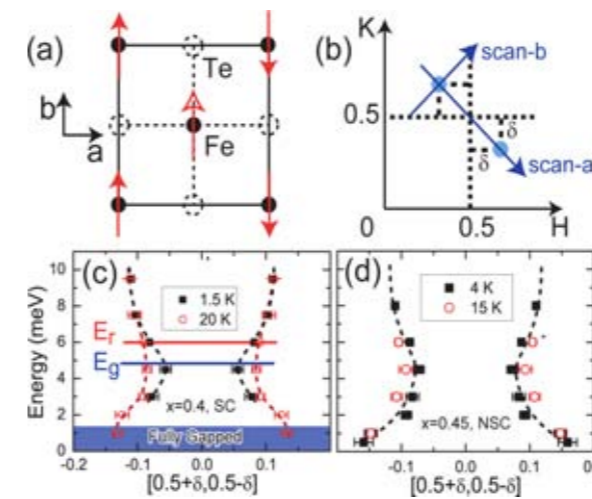 (a)
Te
Fe
b
a
(b)
K
scan-b
0.5
δ
δ
scan-a
0
0.5
H
(c)
1.5 K
20 K
Er
Eg
x=0.4, SC
Fully Gapped
Energy (meV)
10
8
6
4
2
0
-0.2
-0.1
0.0
0.1
[0.5+δ,0.5-δ]
(d)
4 K
15 K
x=0.45, NSC
-0.1
0.0
0.1
[0.5+δ,0.5-δ]